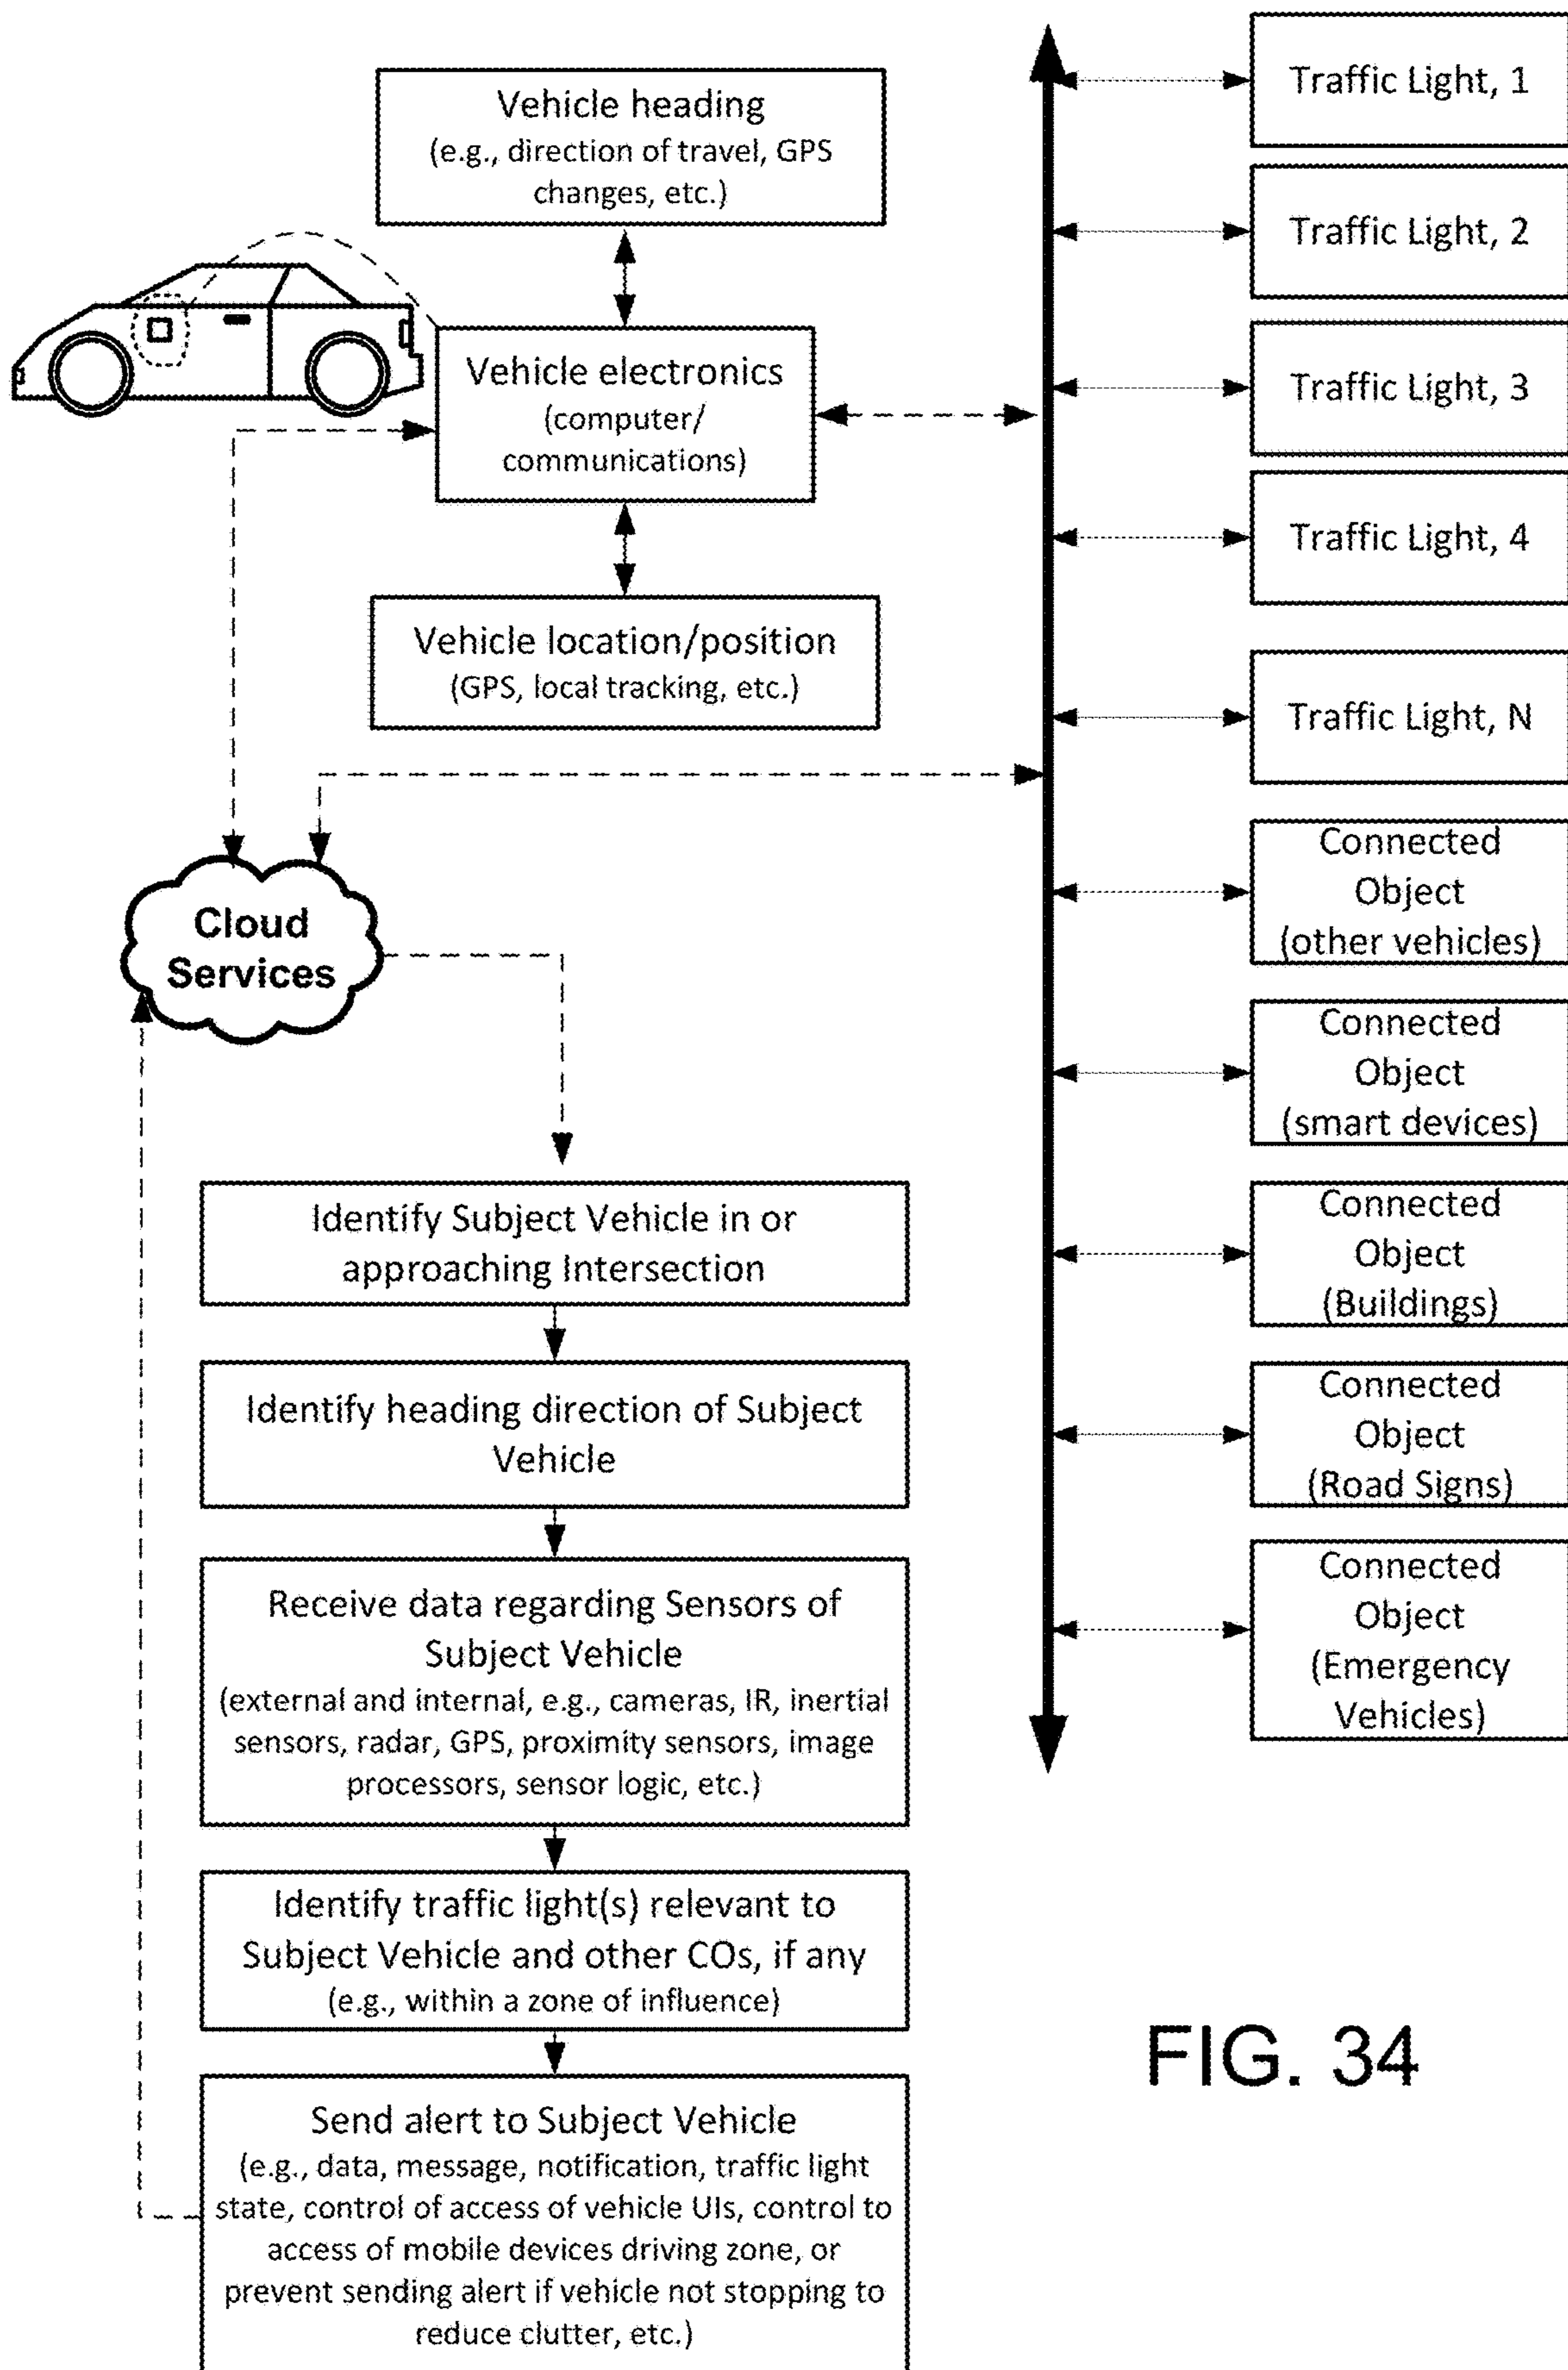 Vehicle heading
(e.g., direction of travel, GPS
changes, etc.)
Vehicle electronics
(computer/
communications)
Vehicle location/position
(GPS, local tracking, etc.)
Cloud
Services
Identify Subject Vehicle in or
approaching Intersection
Identify heading direction of Subject
Vehicle
Receive data regarding Sensors of
Subject Vehicle
(external and internal, e.g., cameras, IR, inertial
sensors, radar, GPS, proximity sensors, image
processors, sensor logic, etc.)
Identify traffic light(s) relevant to
Subject Vehicle and other COs, if any
(e.g., within a zone of influence)
Send alert to Subject Vehicle
(e.g., data, message, notification, traffic light
state, control of access of vehicle UIs, control to
access of mobile devices driving zone, or
prevent sending alert if vehicle not stopping to
reduce clutter, etc.)
Traffic Light, 1
Traffic Light, 2
Traffic Light, 3
Traffic Light, 4
Traffic Light, N
Connected
Object
(other vehicles)
Connected
Object
(smart devices)
Connected
Object
(Buildings)
Connected
Object
(Road Signs)
Connected
Object
(Emergency
Vehicles)
FIG. 34